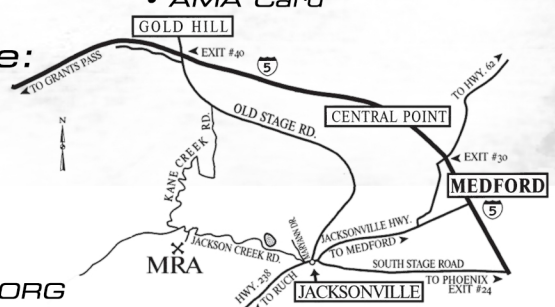 • AMA Card
GOLD HILL
e:
EXIT #40
5
TO GRANTS PASS
TO HWY. 62
OLD STAGE RD.
CENTRAL POINT
N
S
KANE CREEK RD.
EXIT #30
MEDFORD
5
JACKSONVILLE HWY.
TO MEDFORD
JACKSON CREEK RD.
MRA
SOUTH STAGE ROAD
TO PHOENIX
EXIT #24
HWY. 238
TO RUCH
JACKSONVILLE
ORG